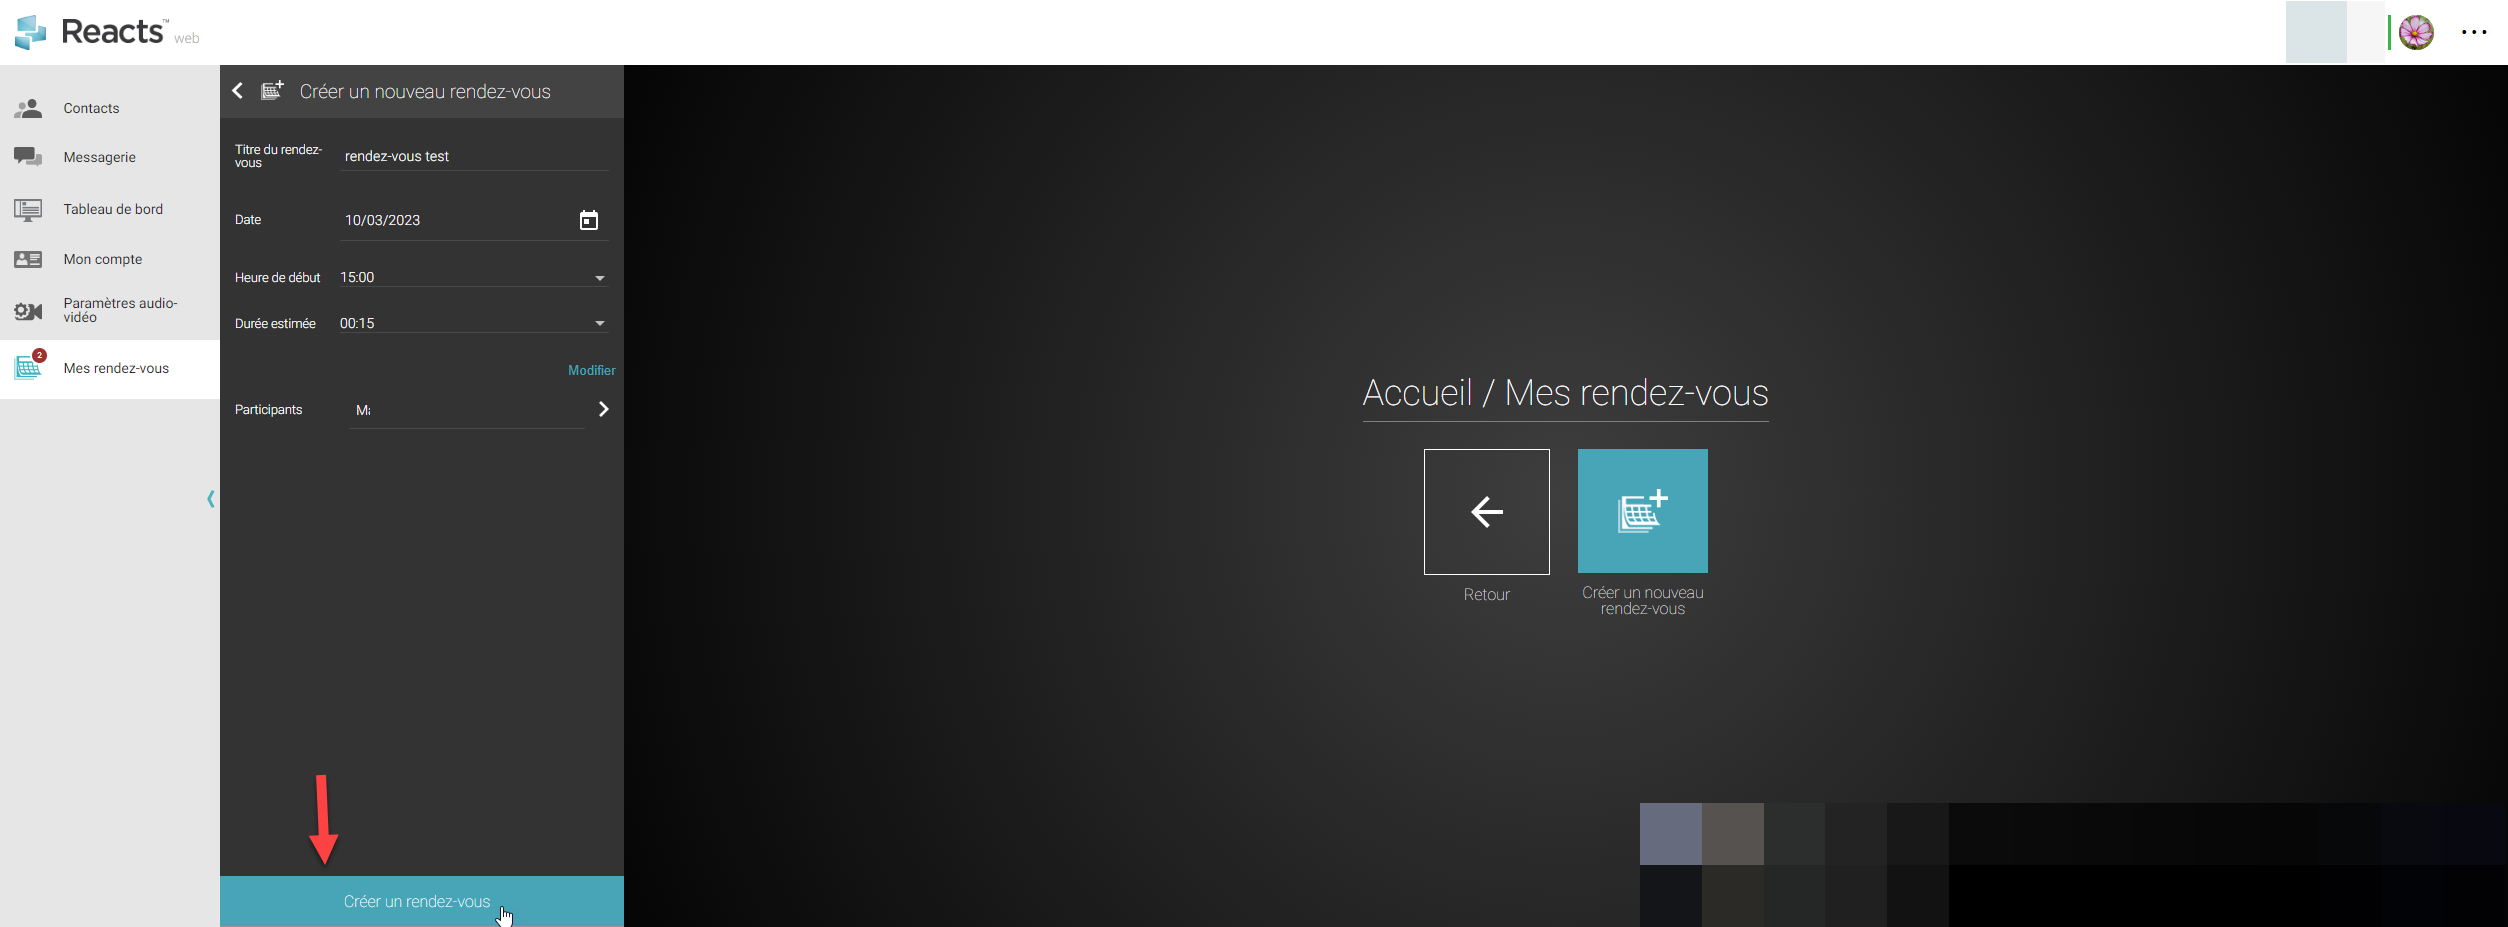 Reacts™ web
Contacts
Messagerie
Tableau de bord
Mon compte
Paramètres audio-
vidéo
2
Mes rendez-vous
Créer un nouveau rendez-vous
Titre du rendez-
vous
rendez-vous test
Date
10/03/2023
Heure de début
15:00
Durée estimée
00:15
Modifier
Participants
Créer un rendez-vous
Accueil / Mes rendez-vous
Retour
Créer un nouveau
rendez-vous